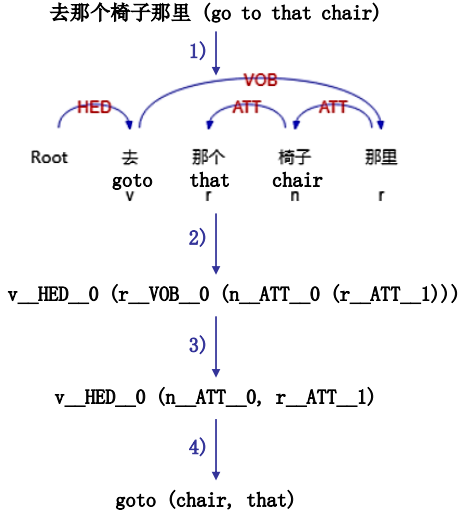 去那个椅子那里 (go to that chair)
1)
VOB
HED ATT ATT
Root 去 那个 椅子 那里
goto that chair
v r n r
2)
v__HED__0 (r__VOB__0 (n__ATT__0 (r__ATT__1)))
3)
v__HED__0 (n__ATT__0, r__ATT__1)
4)
goto (chair, that)